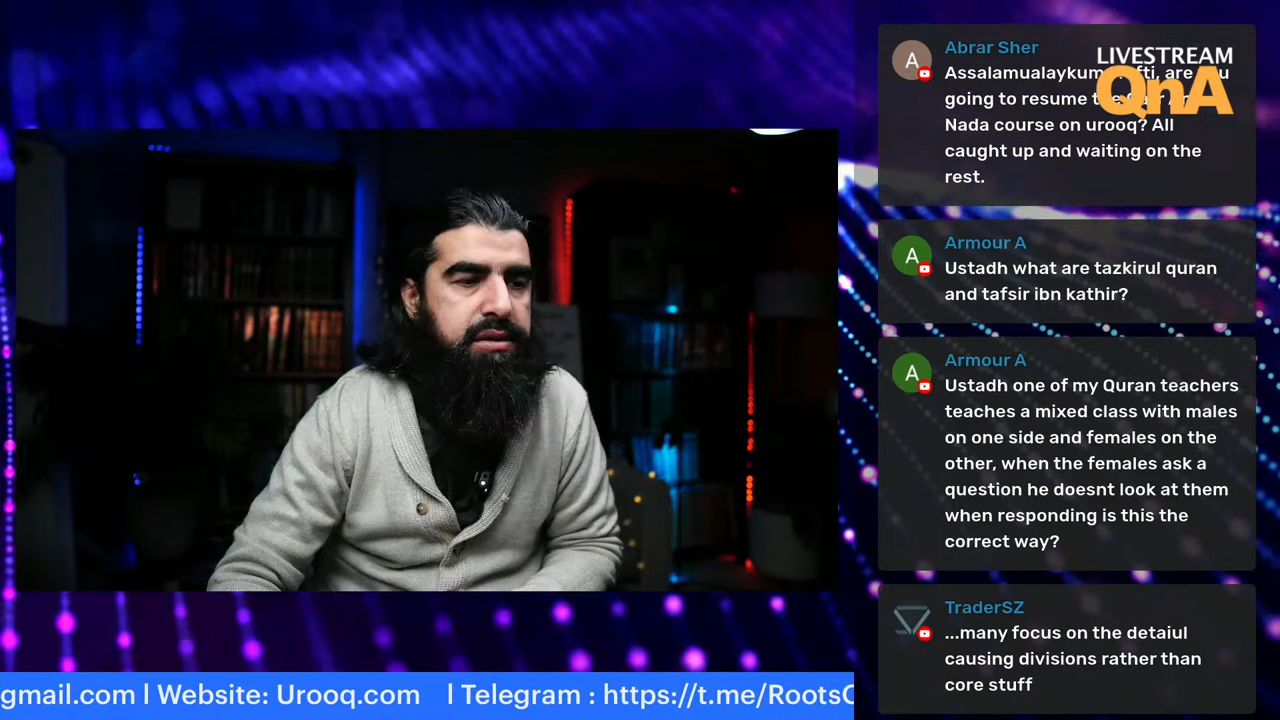 Abrar Sher
Assalamualaykum are
going to resume
Nada course on urooq? All
caught up and waiting on the
rest.
LIVESTREAM
QnA
Armour A
Ustadh what are tazkirul quran
and tafsir ibn kathir?
Armour A
Ustadh one of my Quran teachers
teaches a mixed class with males
on one side and females on the
other, when the females ask a
question he doesnt look at them
when responding is this the
correct way?
TraderSZ
...many focus on the detaiul
causing divisions rather than
core stuff
gmail.com | Website: Urooq.com | Telegram : https://t.me/Roots
A
A
A